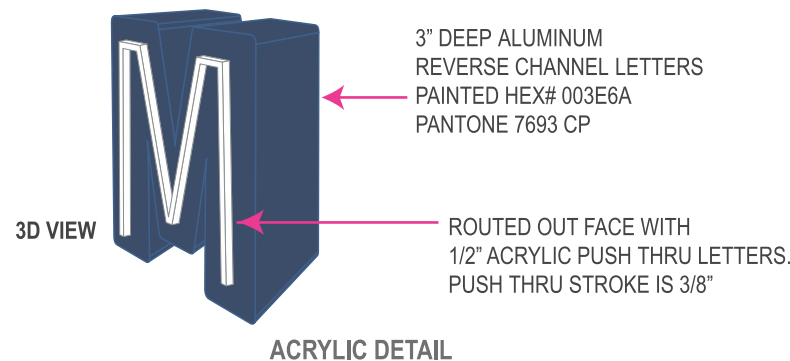 3” DEEP ALUMINUM
REVERSE CHANNEL LETTERS
PAINTED HEX# 003E6A
PANTONE 7693 CP
M
3D VIEW
ROUTED OUT FACE WITH
1/2” ACRYLIC PUSH THRU LETTERS.
PUSH THRU STROKE IS 3/8”
ACRYLIC DETAIL